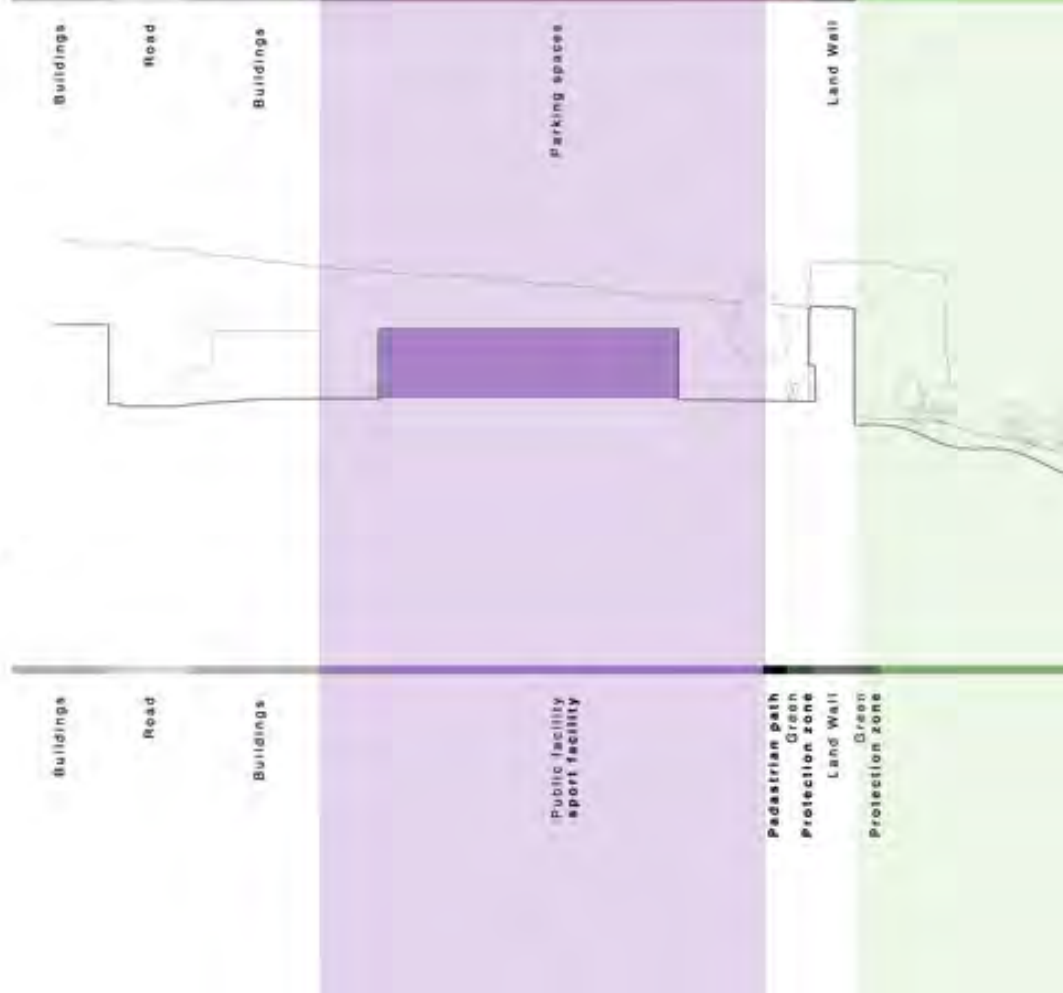 Buildings
Road
Buildings
Parking spaces
Land Wall
Buildings
Road
Buildings
Public facility
sport facility
Padastrian path
Green
Protection zone
Land Wall
Green
Protection zone